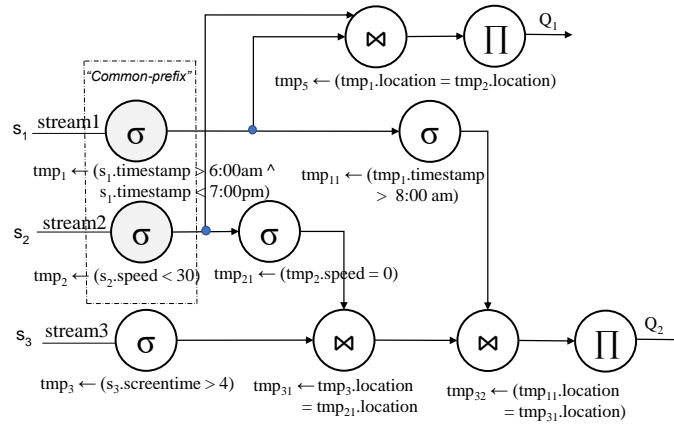 Q1
⋈
∏
tmp5 ← (tmp1.location = tmp2.location)
"Common-prefix"
s1 stream1
σ
σ
tmp1 ← (s1.timestamp > 6:00am ^
s1.timestamp < 7:00pm)
tmp11 ← (tmp1.timestamp
> 8:00 am)
s2 stream2
σ
σ
tmp2 ← (s2.speed < 30)
tmp21 ← (tmp2.speed = 0)
s3 stream3
σ
⋈
⋈
∏
Q2
tmp3 ← (s3.screentime > 4)
tmp31 ← tmp3.location
= tmp21.location
tmp32 ← (tmp11.location
= tmp31.location)